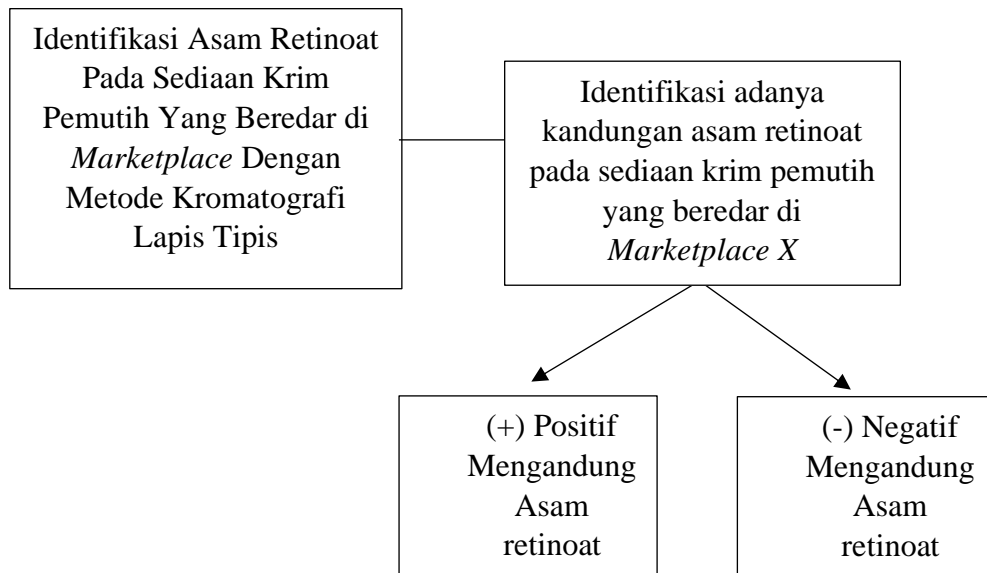 Identifikasi Asam Retinoat
Pada Sediaan Krim
Pemutih Yang Beredar di
Marketplace Dengan
Metode Kromatografi
Lapis Tipis
Identifikasi adanya
kandungan asam retinoat
pada sediaan krim pemutih
yang beredar di
Marketplace X
(+) Positif
Mengandung
Asam
retinoat
(-) Negatif
Mengandung
Asam
retinoat